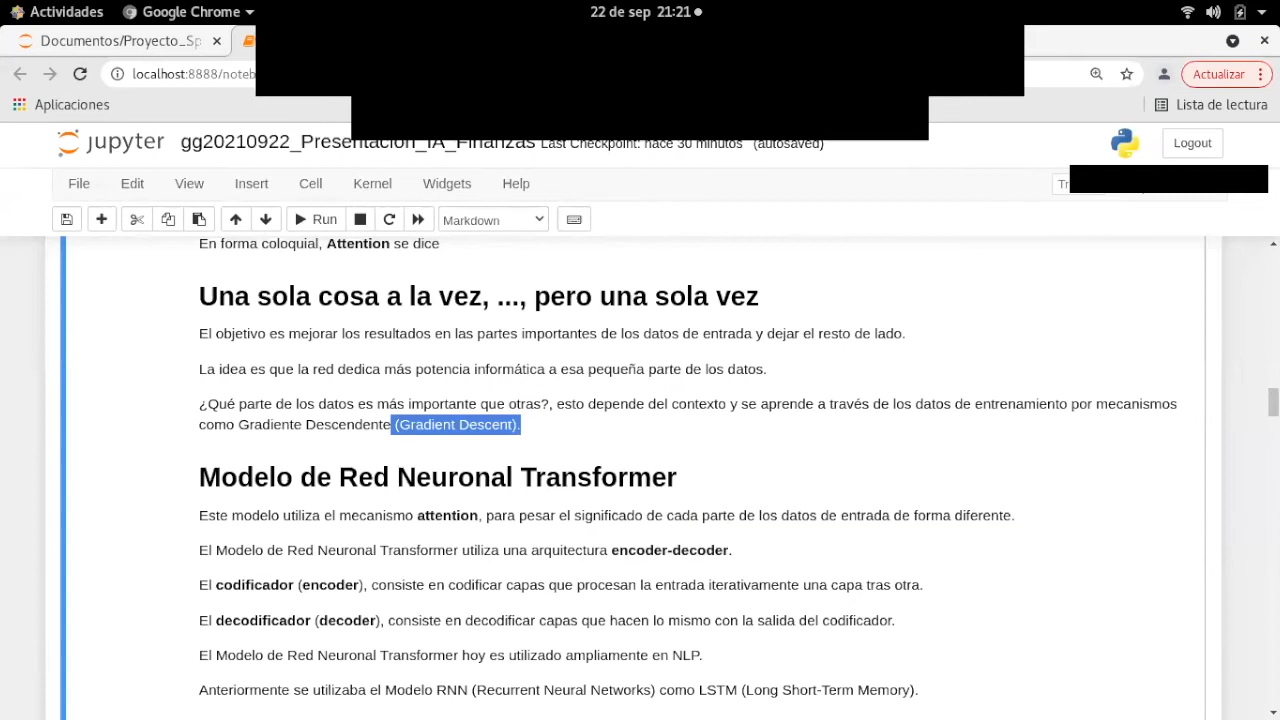 Actividades Google Chrome 22 de sep 21:21
Documentos/Proyecto_Sp
localhost:8888/noteb Actualizar
Aplicaciones Lista de lectura
jupyter gg20210922_Presentacion_IA_Finanzas Last Checkpoint: hace 30 minutos (autosaved) Logout
File Edit View Insert Cell Kernel Widgets Help
Run Markdown
En forma coloquial, Attention se dice
Una sola cosa a la vez, ..., pero una sola vez
El objetivo es mejorar los resultados en las partes importantes de los datos de entrada y dejar el resto de lado.
La idea es que la red dedica más potencia informática a esa pequeña parte de los datos.
¿Qué parte de los datos es más importante que otras?, esto depende del contexto y se aprende a través de los datos de entrenamiento por mecanismos
como Gradiente Descendente (Gradient Descent).
Modelo de Red Neuronal Transformer
Este modelo utiliza el mecanismo attention, para pesar el significado de cada parte de los datos de entrada de forma diferente.
El Modelo de Red Neuronal Transformer utiliza una arquitectura encoder-decoder.
El codificador (encoder), consiste en codificar capas que procesan la entrada iterativamente una capa tras otra.
El decodificador (decoder), consiste en decodificar capas que hacen lo mismo con la salida del codificador.
El Modelo de Red Neuronal Transformer hoy es utilizado ampliamente en NLP.
Anteriormente se utilizaba el Modelo RNN (Recurrent Neural Networks) como LSTM (Long Short-Term Memory).